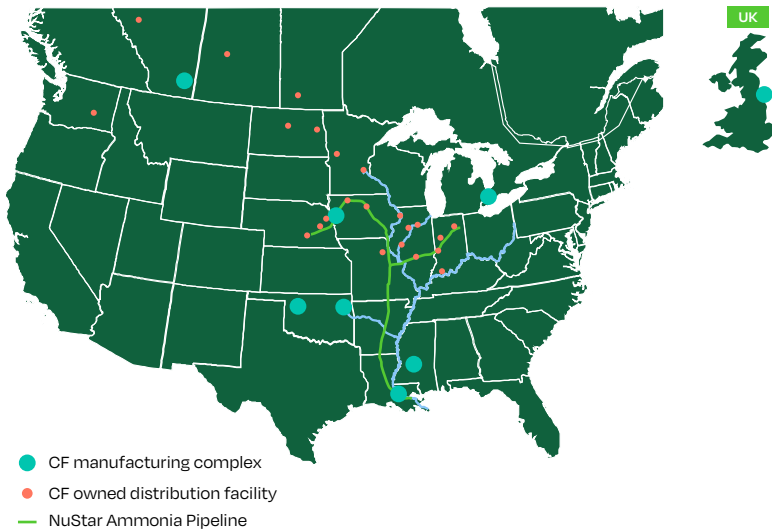 UK
CF manufacturing complex
CF owned distribution facility
NuStar Ammonia Pipeline